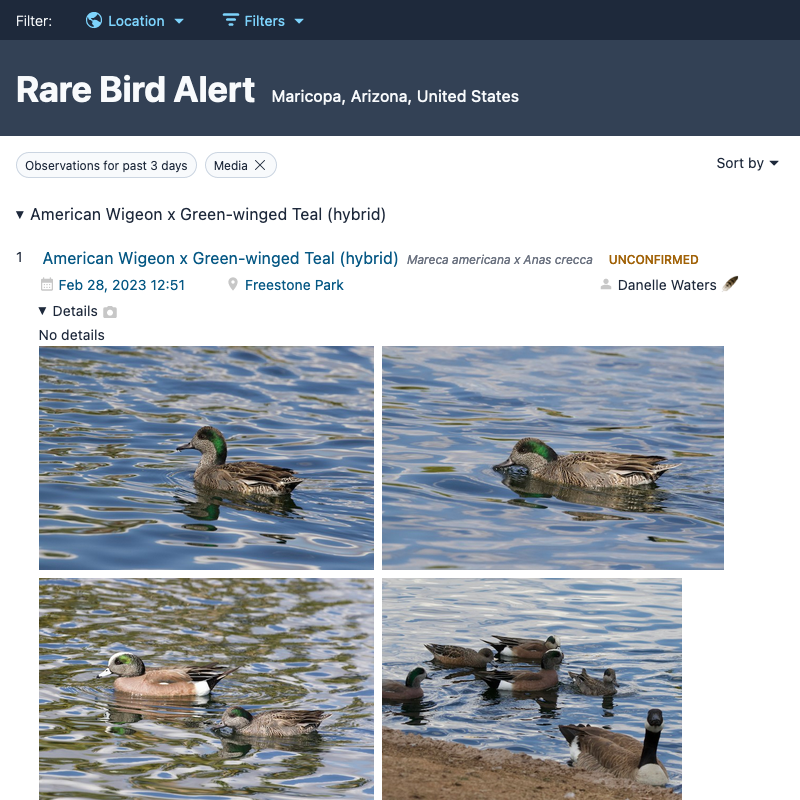 Filter: Location Filters
Rare Bird Alert Maricopa, Arizona, United States
Observations for past 3 days Media Sort by
American Wigeon x Green-winged Teal (hybrid)
1 American Wigeon x Green-winged Teal (hybrid) Mareca americana x Anas crecca UNCONFIRMED
Feb 28, 2023 12:51 Freestone Park Danelle Waters
Details
No details